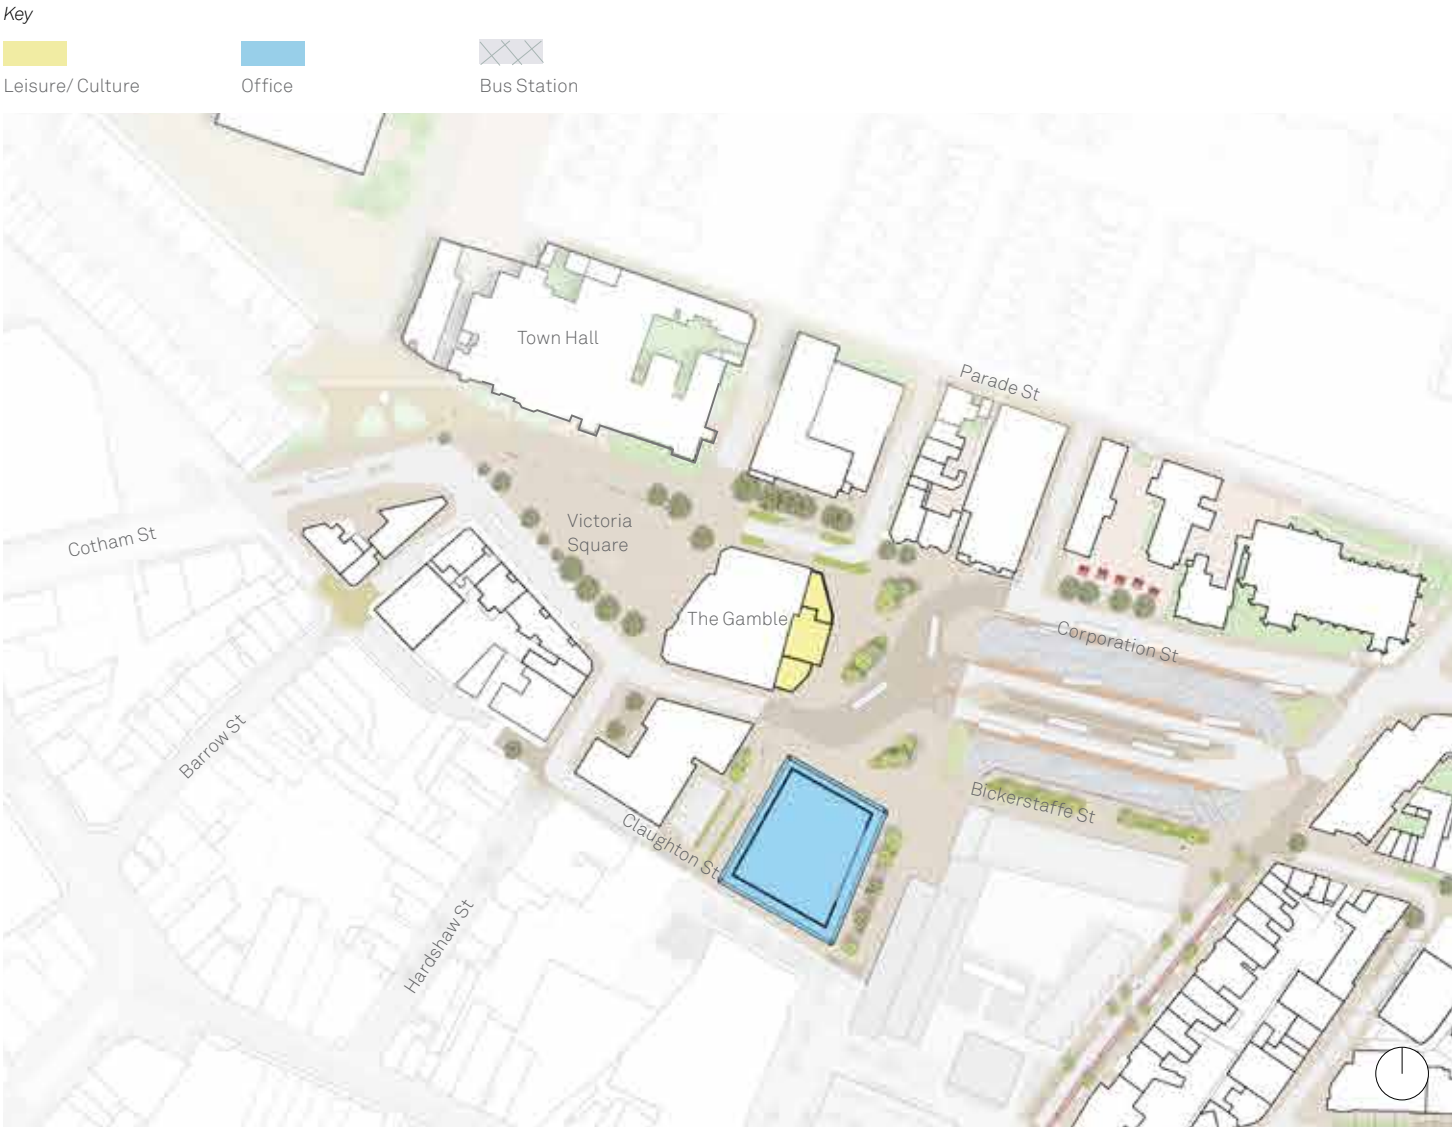 Key
Leisure/ Culture
Office
Bus Station
Town Hall
Parade St
Victoria
Square
Cotham St
The Gamble
Corporation St
Barrow St
Bickerstaffe St
Claughton St
Hardshaw St